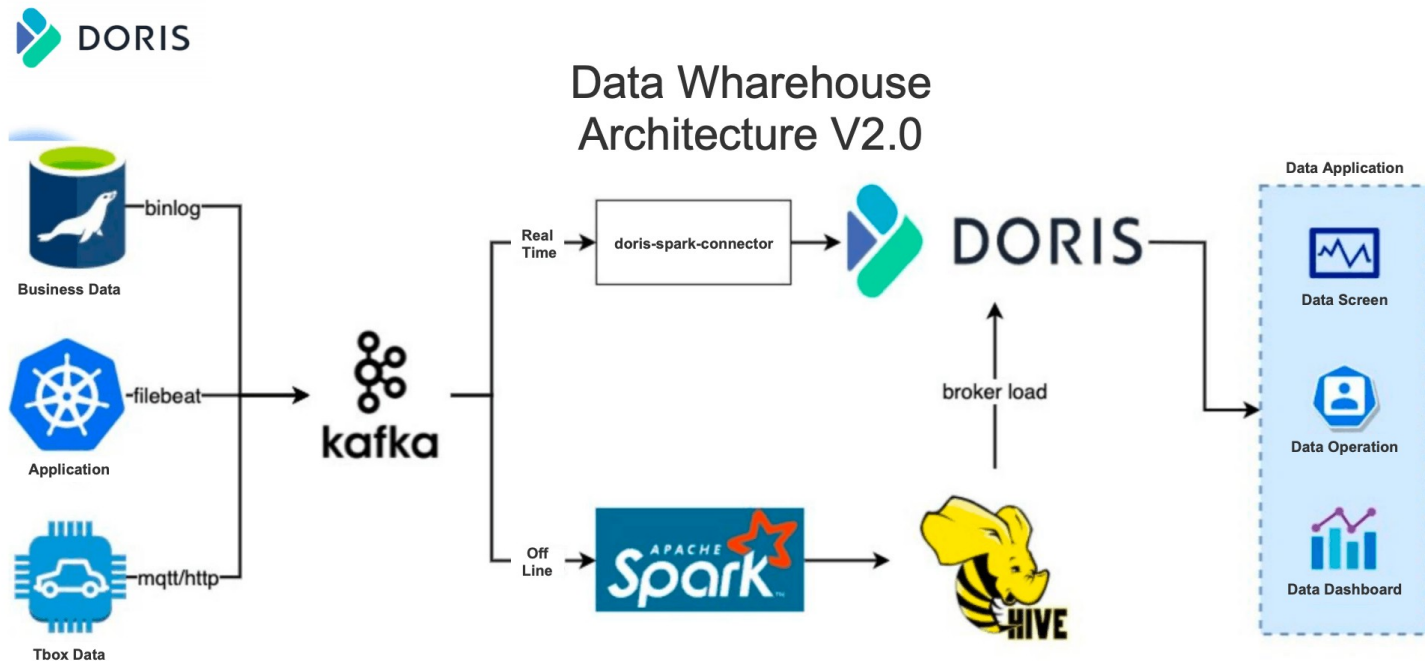 DORIS
Data Wharehouse
Architecture V2.0
binlog
Business Data
filebeat
Application
mqtt/http
Tbox Data
kafka
Real
Time
doris-spark-connector
DORIS
broker load
Off
Line
APACHE
Spark
TM
HIVE
Data Application
Data Screen
Data Operation
Data Dashboard